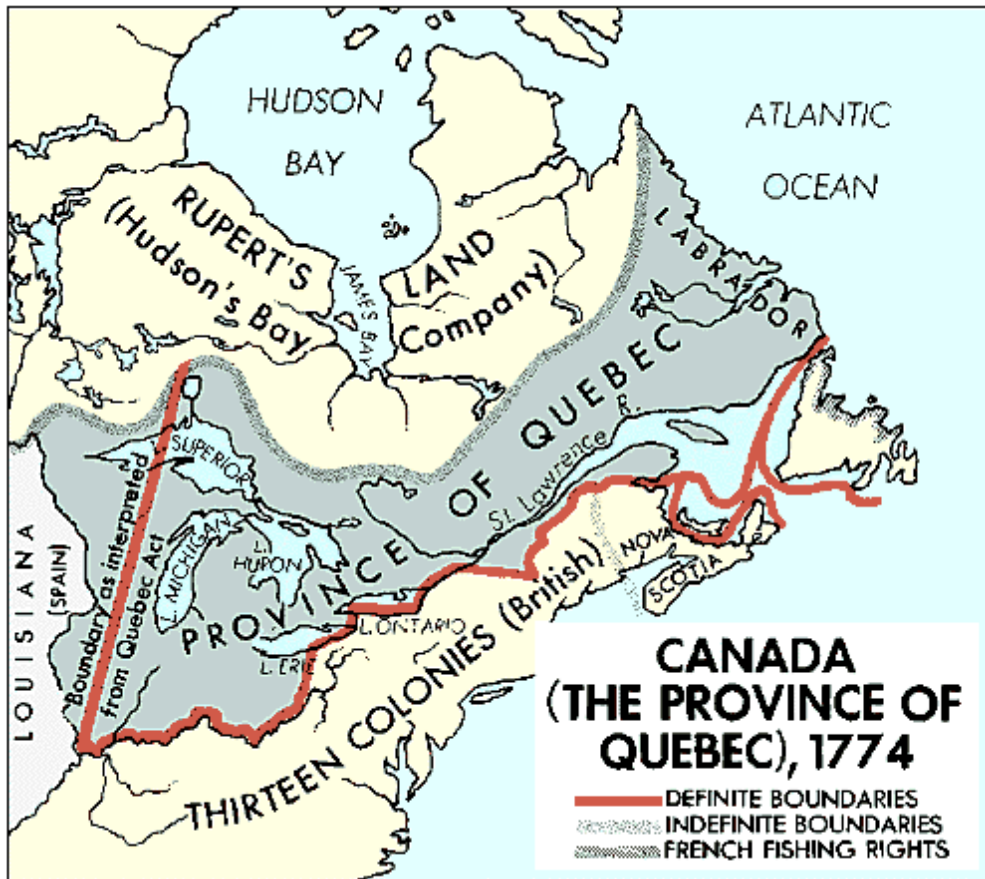 HUDSON
BAY
ATLANTIC
OCEAN
RUPERT'S
(Hudson's Bay
LAND
Company)
JAMES BAY
LABRADOR
PROVINCE OF QUEBEC
St. Lawrence R.
L. SUPERIOR
L. MICHIGAN
L. HURON
L. ONTARIO
L. ERIE
LOUISIANA
(SPAIN)
Boundary as interpreted
from Quebec Act
NOVA
SCOTIA
THIRTEEN COLONIES (British)
CANADA
(THE PROVINCE OF
QUEBEC), 1774
DEFINITE BOUNDARIES
INDEFINITE BOUNDARIES
FRENCH FISHING RIGHTS